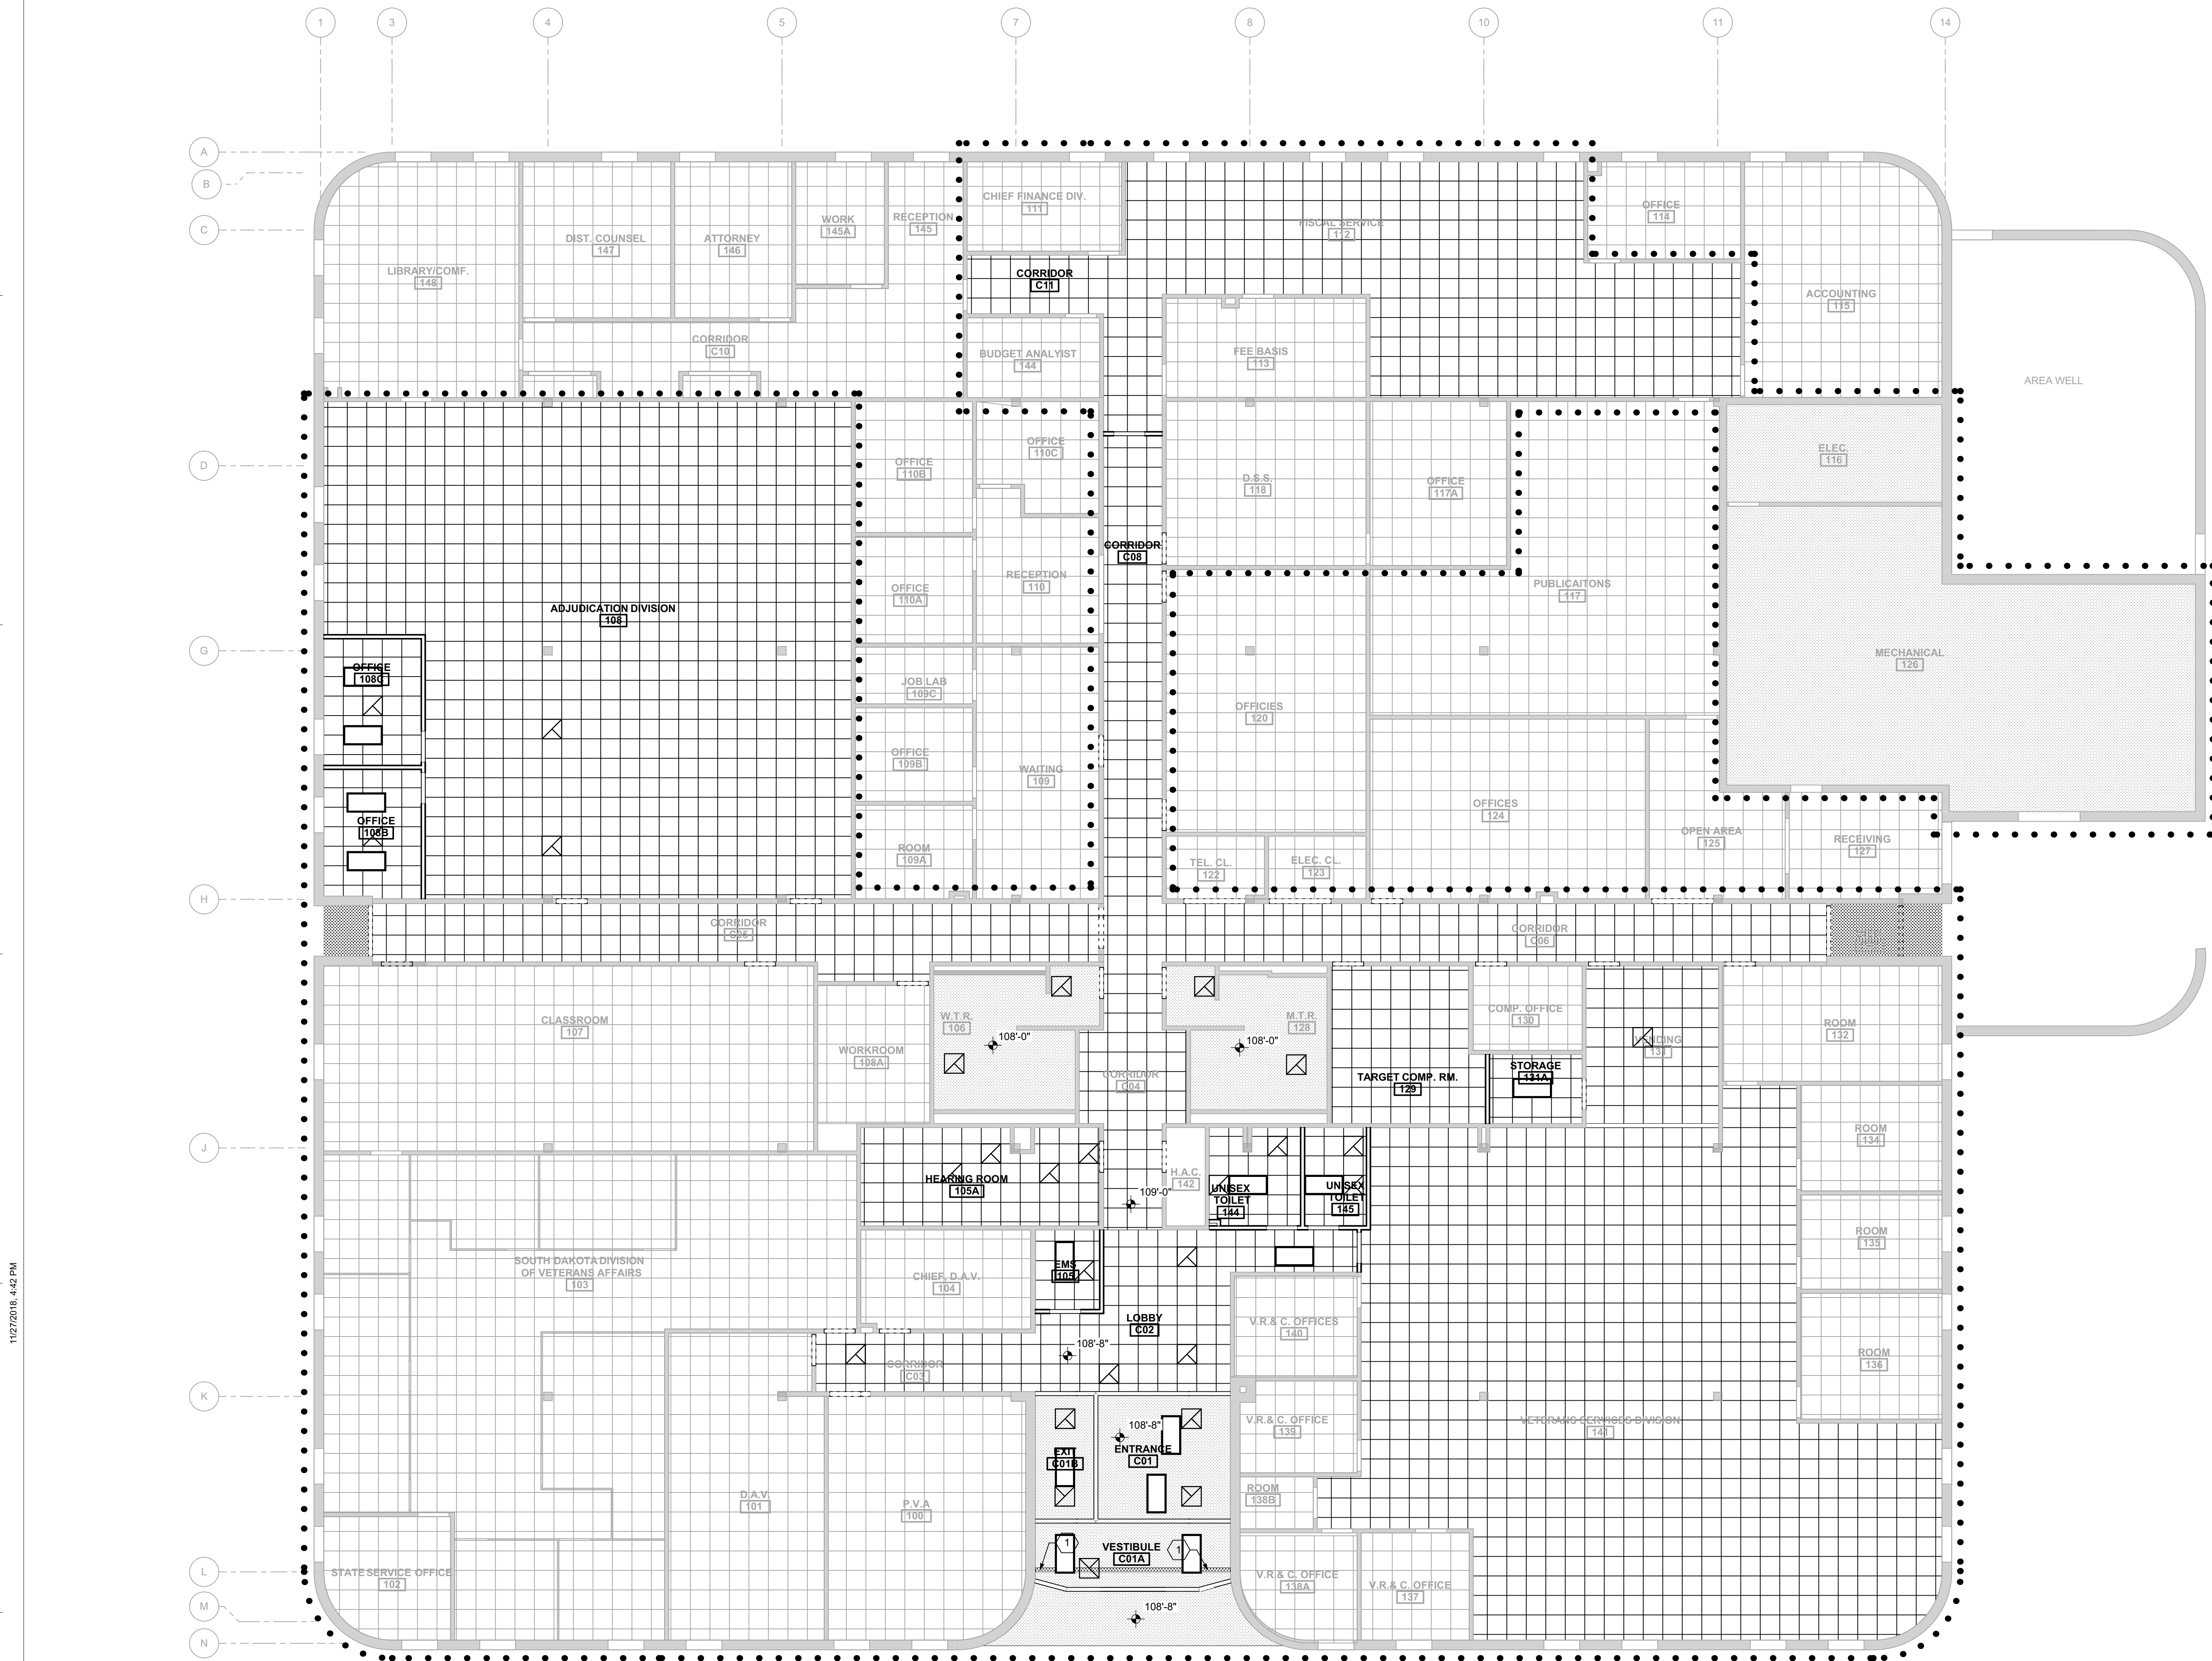 1
3
4
5
7
8
10
11
14
A
B
C
D
G
H
J
K
L
M
N
CHIEF FINANCE DIV.
111
FISCAL SERVICE
112
OFFICE
114
WORK
145A
RECEPTION
145
DIST. COUNSEL
147
ATTORNEY
146
LIBRARY/COMF.
148
CORRIDOR
C11
ACCOUNTING
115
CORRIDOR
C10
BUDGET ANALYIST
144
FEE BASIS
113
AREA WELL
OFFICE
110C
OFFICE
110B
D.S.S.
118
OFFICE
117A
ELEC.
116
CORRIDOR
C08
RECEPTION
110
OFFICE
110A
PUBLICAITONS
117
ADJUDICATION DIVISION
108
OFFICE
108C
JOB LAB
109C
MECHANICAL
126
OFFICIES
120
OFFICE
109B
WAITING
109
OFFICE
108B
OFFICES
124
OPEN AREA
125
RECEIVING
127
ROOM
109A
TEL. CL.
122
ELEC. CL.
123
CORRIDOR
C05
CORRIDOR
C06
CLASSROOM
107
W.T.R.
106
108'-0"
M.T.R.
128
108'-0"
COMP. OFFICE
130
VENDING
131
ROOM
132
WORKROOM
108A
CORRIDOR
C04
TARGET COMP. RM.
129
STORAGE
131A
ROOM
134
HEARING ROOM
105A
109'-0"
H.A.C.
142
UNISEX
TOILET
144
UNISEX
TOILET
145
ROOM
135
SOUTH DAKOTA DIVISION
OF VETERANS AFFAIRS
103
CHIEF, D.A.V.
104
EMS
105
LOBBY
C02
108'-8"
V.R.& C. OFFICES
140
ROOM
136
CORRIDOR
C03
V.R.& C. OFFICE
139
VETERANS SERVICES DIVISION
141
108'-8"
EXIT
C01B
ENTRANCE
C01
ROOM
138B
D.A.V.
101
P.V.A
100
1
VESTIBULE
C01A
1
STATE SERVICE OFFICE
102
V.R.& C. OFFICE
138A
V.R.& C. OFFICE
137
108'-8"
11/27/2018, 4:42 PM